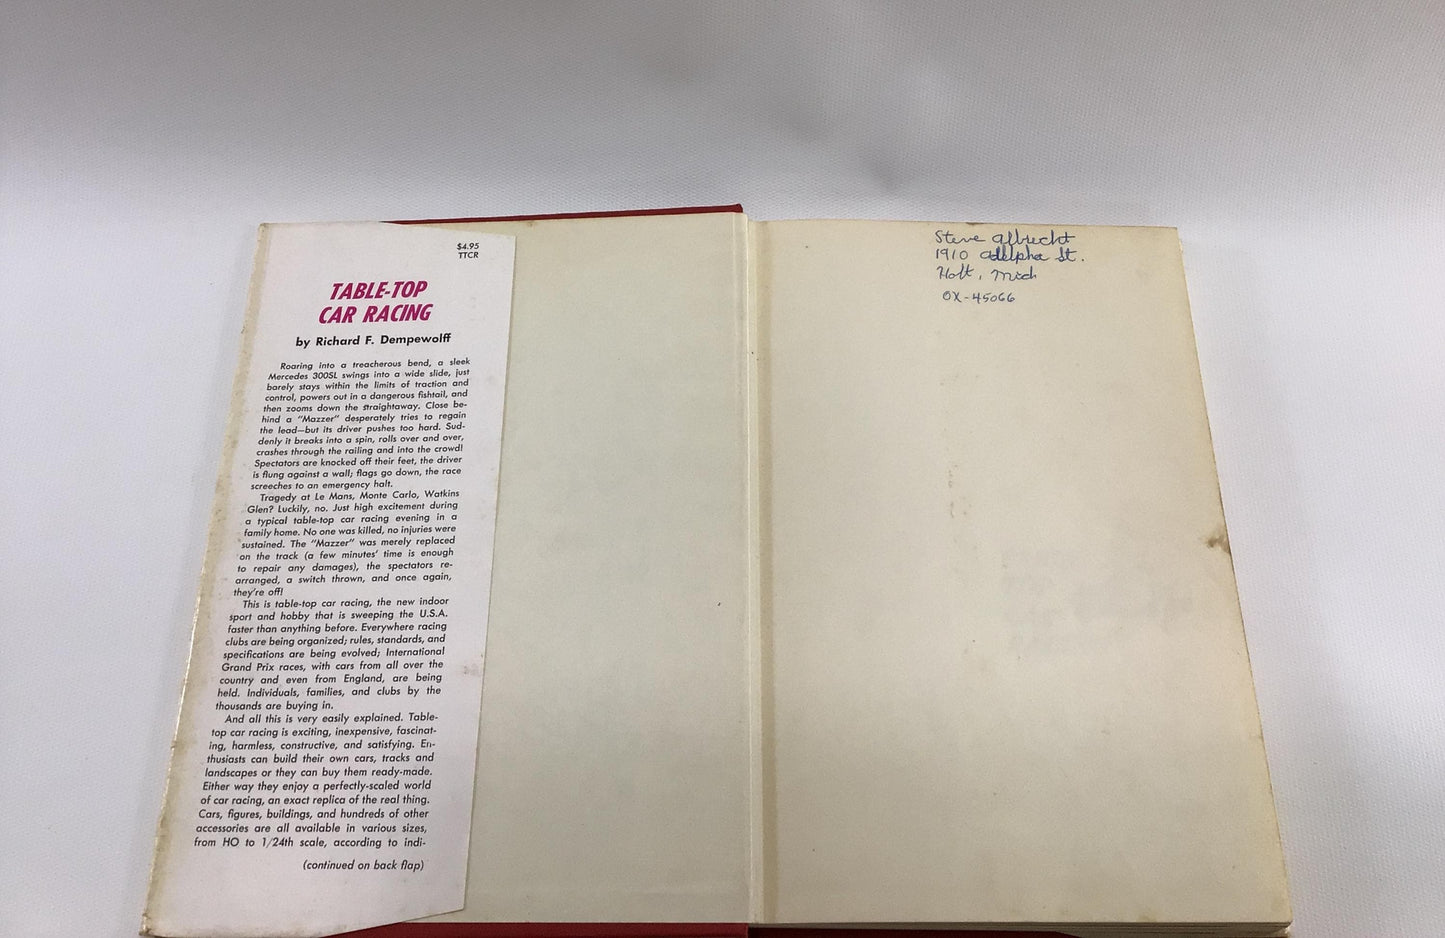 $4.95
TTCR
TABLE-TOP
CAR RACING
by Richard F. Dempewolff
Roaring into a treacherous bend, a sleek
Mercedes 300SL swings into a wide slide, just
barely stays within the limits of traction and
control, powers out in a dangerous fishtail, and
then zooms down the straightaway. Close be-
hind a "Mazzer" desperately tries to regain
the lead—but its driver pushes too hard. Sud-
denly it breaks into a spin, rolls over and over,
crashes through the railing and into the crowd!
Spectators are knocked off their feet, the driver
is flung against a wall; flags go down, the race
screeches to an emergency halt.
Tragedy at Le Mans, Monte Carlo, Watkins
Glen? Luckily, no. Just high excitement during
a typical table-top car racing evening in a
family home. No one was killed, no injuries were
sustained. The "Mazzer" was merely replaced
on the track (a few minutes' time is enough
to repair any damages), the spectators re-
arranged, a switch thrown, and once again,
they're off!
This is table-top car racing, the new indoor
sport and hobby that is sweeping the U.S.A.
faster than anything before. Everywhere racing
clubs are being organized; rules, standards, and
specifications are being evolved; International
Grand Prix races, with cars from all over the
country and even from England, are being
held. Individuals, families, and clubs by the
thousands are buying in.
And all this is very easily explained. Table-
top car racing is exciting, inexpensive, fascinat-
ing, harmless, constructive, and satisfying. En-
thusiasts can build their own cars, tracks and
landscapes or they can buy them ready-made.
Either way they enjoy a perfectly-scaled world
of car racing, an exact replica of the real thing.
Cars, figures, buildings, and hundreds of other
accessories are all available in various sizes,
from HO to 1/24th scale, according to indi-
(continued on back flap)
Steve Albrecht
1910 Adelpha St.
Holt, Mich
OX-45066